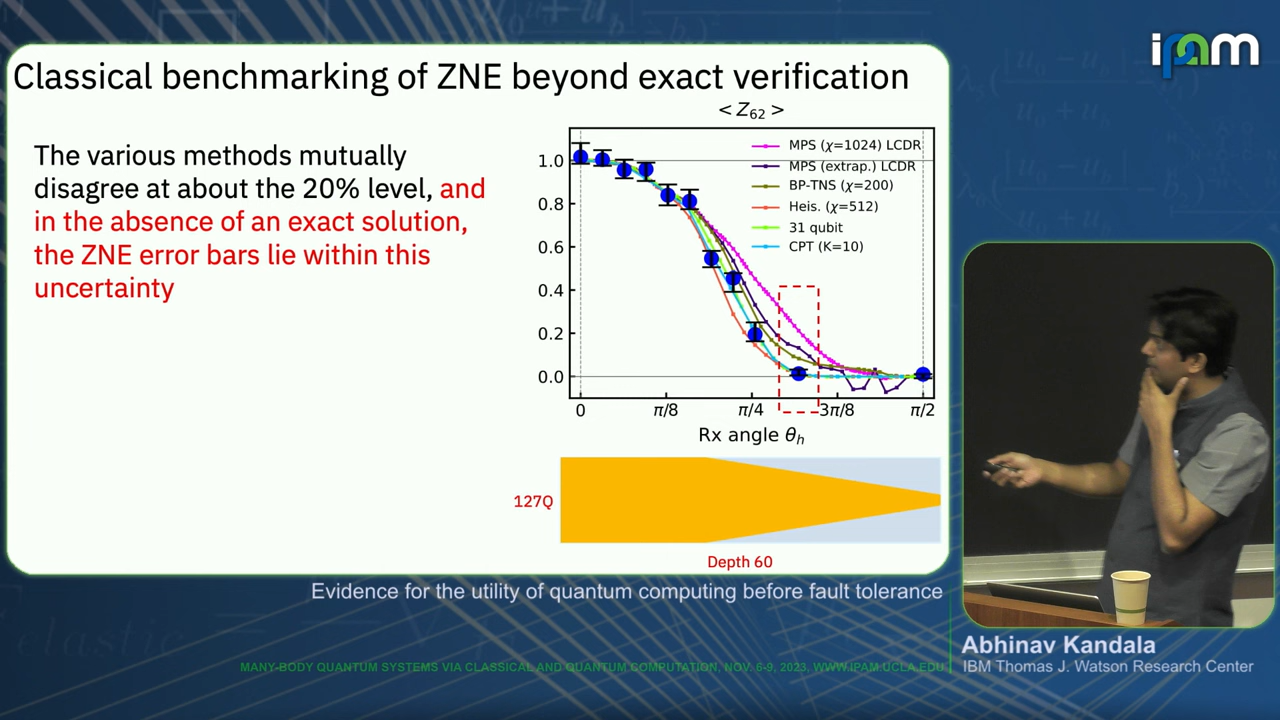 ipam
Classical benchmarking of ZNE beyond exact verification
The various methods mutually
disagree at about the 20% level, and
in the absence of an exact solution,
the ZNE error bars lie within this
uncertainty
< Z₆₂ >
MPS (χ=1024) LCDR
MPS (extrap.) LCDR
BP-TNS (χ=200)
Heis. (χ=512)
31 qubit
CPT (K=10)
1.0
0.8
0.6
0.4
0.2
0.0
0 π/8 π/4 3π/8 π/2
Rx angle θₕ
127Q
Depth 60
Evidence for the utility of quantum computing before fault tolerance
Abhinav Kandala
IBM Thomas J. Watson Research Center
MANY-BODY QUANTUM SYSTEMS VIA CLASSICAL AND QUANTUM COMPUTATION, NOV. 6-9, 2023, WWW.IPAM.UCLA.EDU